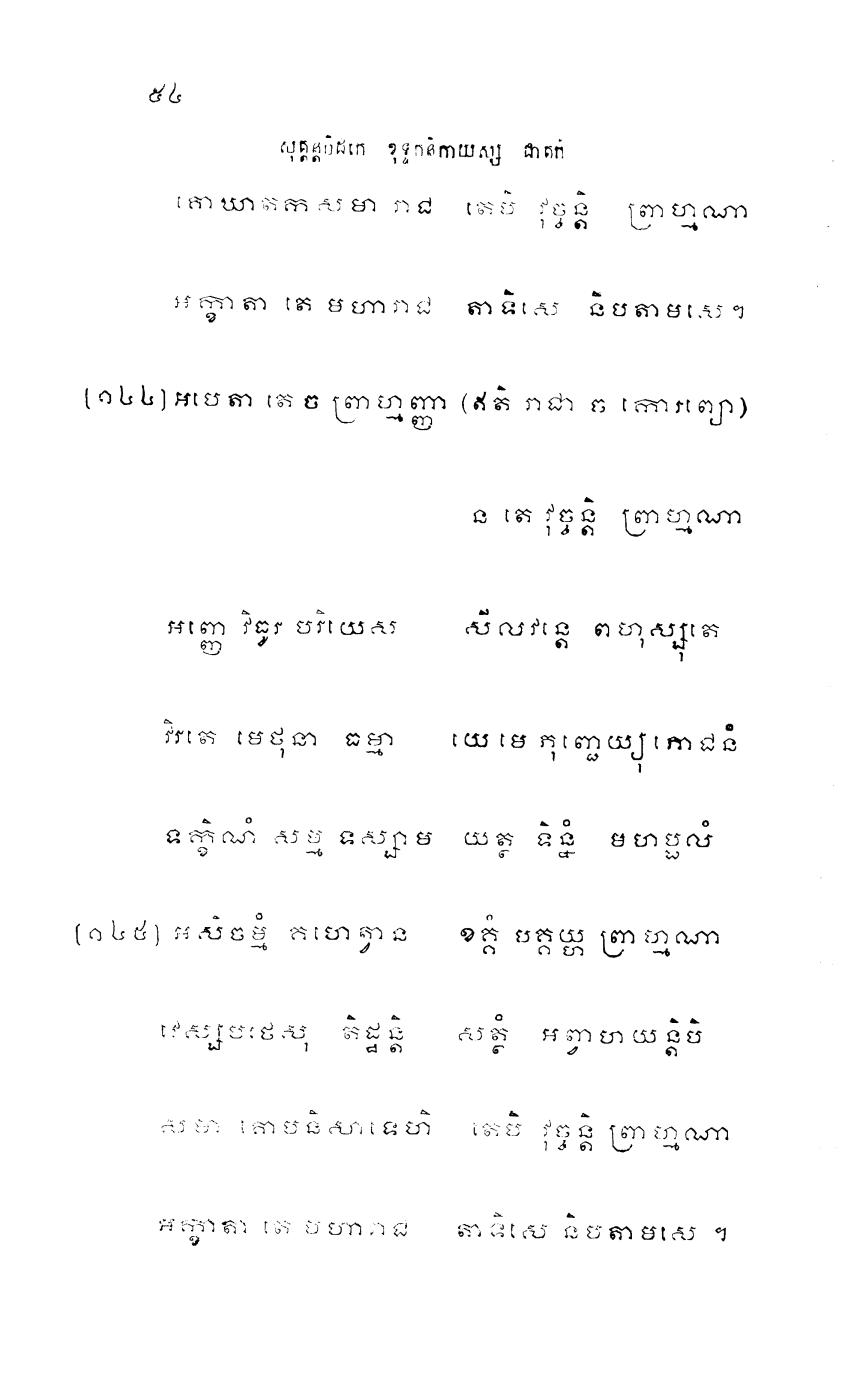 ៥៤
សុត្តន្តបិដកេ ខុទ្ទកនិកាយស្ស ជាតកំ
គោឃាតកសមា រាជ តេបិ វុច្ចន្តិ ព្រាហ្មណា
អក្ខាតា តេ មហារាជ តាទិសេ និបតាមសេ។
(១៤៤) អបេតា តេ ច ព្រាហ្មញ្ញា (ឥតិ រាជា ច កោរព្យោ)
ន តេ វុច្ចន្តិ ព្រាហ្មណា
អញ្ញេ វិធូរ បរិយេស សីលវន្តេ ពហុស្សុតេ
វិរតេ មេថុនា ធម្មា យេ មេ ភុញ្ជេយ្យុ ភោជនំ
ទក្ខិណំ សម្ម ទស្សាម យត្ថ ទិន្នំ មហប្ផលំ
(១៤៥) អសិចម្មំ គហេត្វាន ខគ្គំ បគ្គយ្ហ ព្រាហ្មណា
វេស្សបថេសុ តិដ្ឋន្តិ សត្ថំ អព្វាហយន្តិបិ
សមា គោបនិសាទេហិ តេបិ វុច្ចន្តិ ព្រាហ្មណា
អក្ខាតា តេ មហារាជ តាទិសេ និបតាមសេ ។